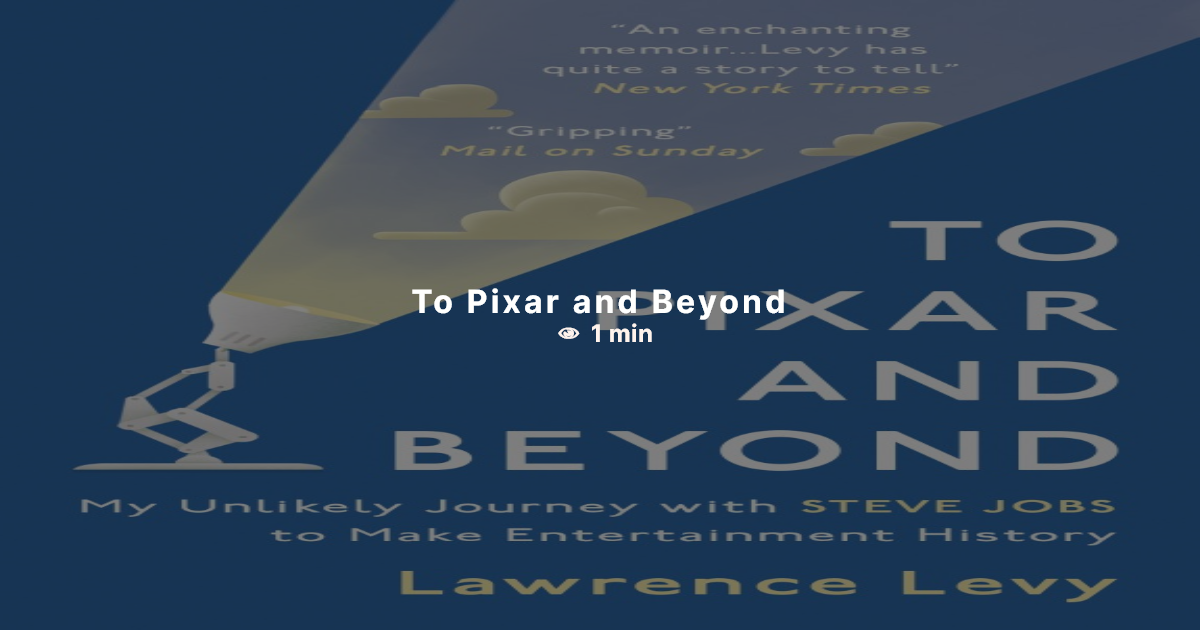 “An enchanting
memoir...Levy has
quite a story to tell”
New York Times
“Gripping”
Mail on Sunday
To Pixar and Beyond
1 min
TO
PIXAR
AND
BEYOND
My Unlikely Journey with STEVE JOBS
to Make Entertainment History
Lawrence Levy